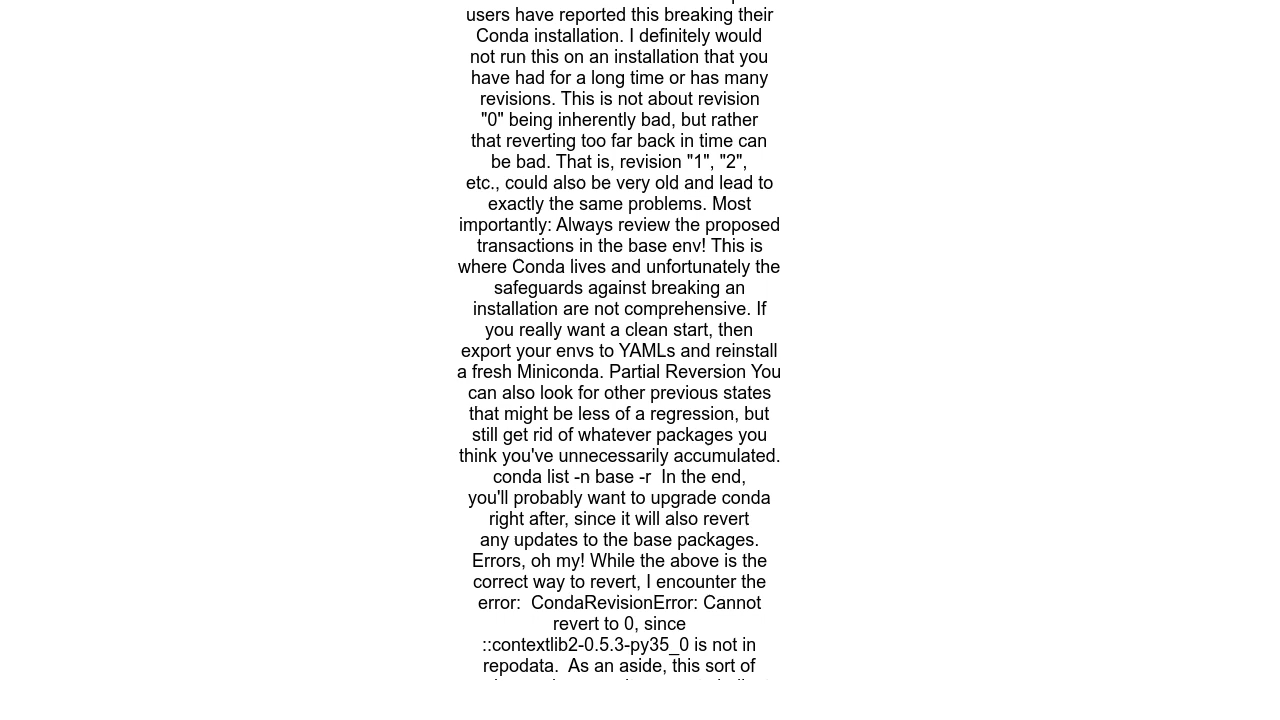 users have reported this breaking their
Conda installation. I definitely would
not run this on an installation that you
have had for a long time or has many
revisions. This is not about revision
"0" being inherently bad, but rather
that reverting too far back in time can
be bad. That is, revision "1", "2",
etc., could also be very old and lead to
exactly the same problems. Most
importantly: Always review the proposed
transactions in the base env! This is
where Conda lives and unfortunately the
safeguards against breaking an
installation are not comprehensive. If
you really want a clean start, then
export your envs to YAMLs and reinstall
a fresh Miniconda. Partial Reversion You
can also look for other previous states
that might be less of a regression, but
still get rid of whatever packages you
think you've unnecessarily accumulated.
conda list -n base -r  In the end,
you'll probably want to upgrade conda
right after, since it will also revert
any updates to the base packages.
Errors, oh my! While the above is the
correct way to revert, I encounter the
error:  CondaRevisionError: Cannot
revert to 0, since
::contextlib2-0.5.3-py35_0 is not in
repodata.  As an aside, this sort of